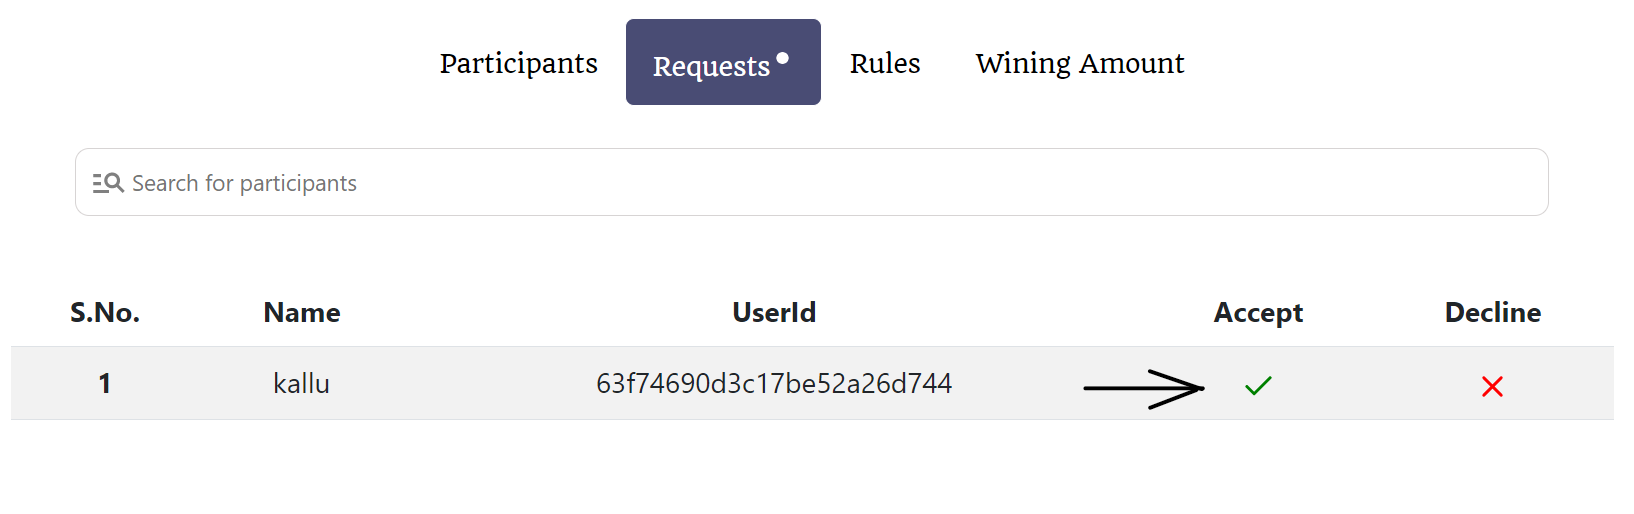 Participants Requests Rules Wining Amount
Search for participants
S.No. Name UserId Accept Decline
1 kallu 63f74690d3c17be52a26d744